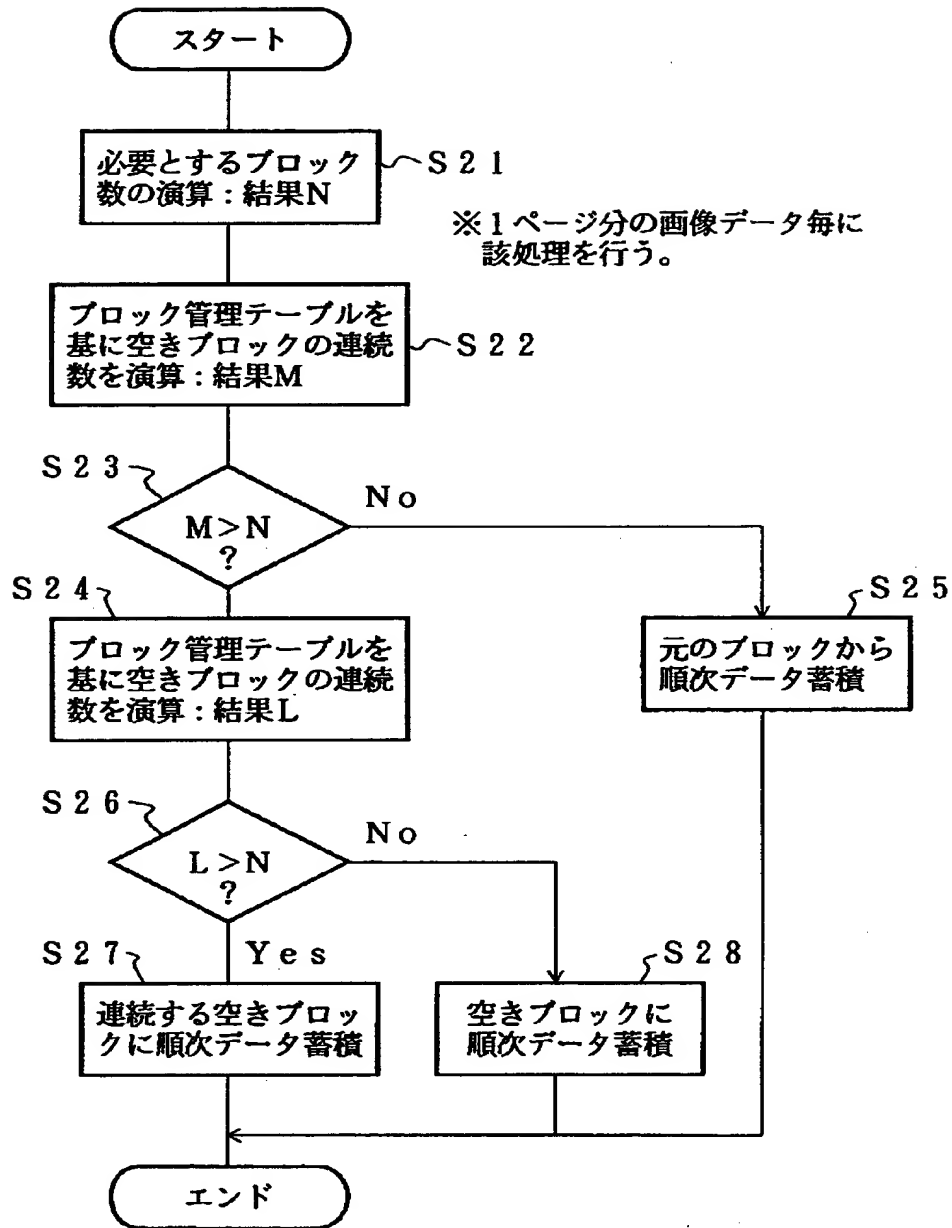 スタート
必要とするブロック
数の演算:結果N
S21
※1ページ分の画像データ毎に
該処理を行う。
ブロック管理テーブルを
基に空きブロックの連続
数を演算:結果M
S22
S23
M>N
?
No
S24
ブロック管理テーブルを
基に空きブロックの連続
数を演算:結果L
S25
元のブロックから
順次データ蓄積
S26
L>N
?
No
Yes
S27
連続する空きブロッ
クに順次データ蓄積
S28
空きブロックに
順次データ蓄積
エンド